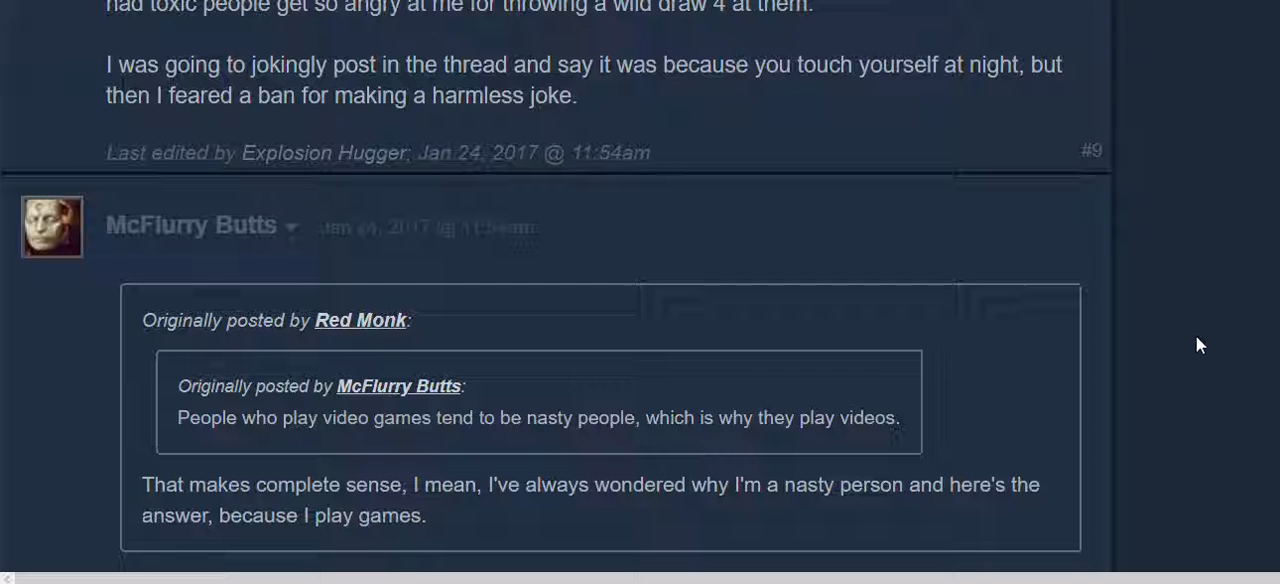 had toxic people get so angry at me for throwing a wild draw 4 at them.
I was going to jokingly post in the thread and say it was because you touch yourself at night, but
then I feared a ban for making a harmless joke.
Last edited by Explosion Hugger; Jan 24, 2017 @ 11:54am
#9
McFlurry Butts Jan 24, 2017 @ 11:54am
Originally posted by Red Monk:
Originally posted by McFlurry Butts:
People who play video games tend to be nasty people, which is why they play videos.
That makes complete sense, I mean, I've always wondered why I'm a nasty person and here's the
answer, because I play games.